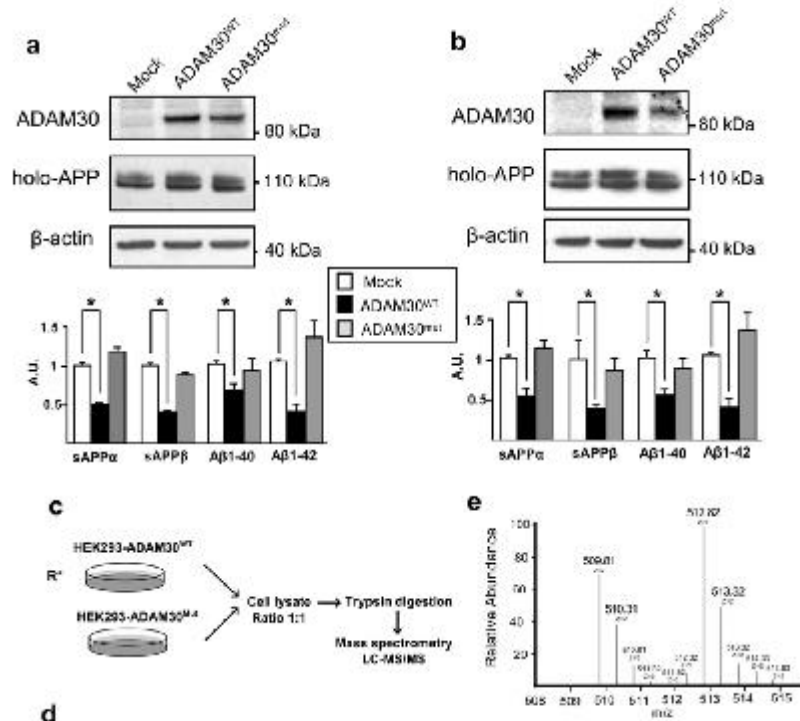 a
Mock ADAM30WT ADAM30mut
ADAM30
80 kDa
holo-APP
110 kDa
β-actin
40 kDa
b
Mock ADAM30WT ADAM30mut
ADAM30
80 kDa
holo-APP
110 kDa
β-actin
40 kDa
Mock
ADAM30WT
ADAM30mut
* * * *
1.5
1
0.5
A.U.
sAPPα sAPPβ Aβ1-40 Aβ1-42
* * * *
1.5
1
0.5
A.U.
sAPPα sAPPβ Aβ1-40 Aβ1-42
c
HEK293-ADAM30WT
R*
Cell lysate
Ratio 1:1
Trypsin digestion
Mass spectrometry
LC-MS/MS
e
100
80
60
40
20
Relative Abundance
512.82
509.81
513.32
510.31
508 509 510 511 512 513 514 515
m/z
d